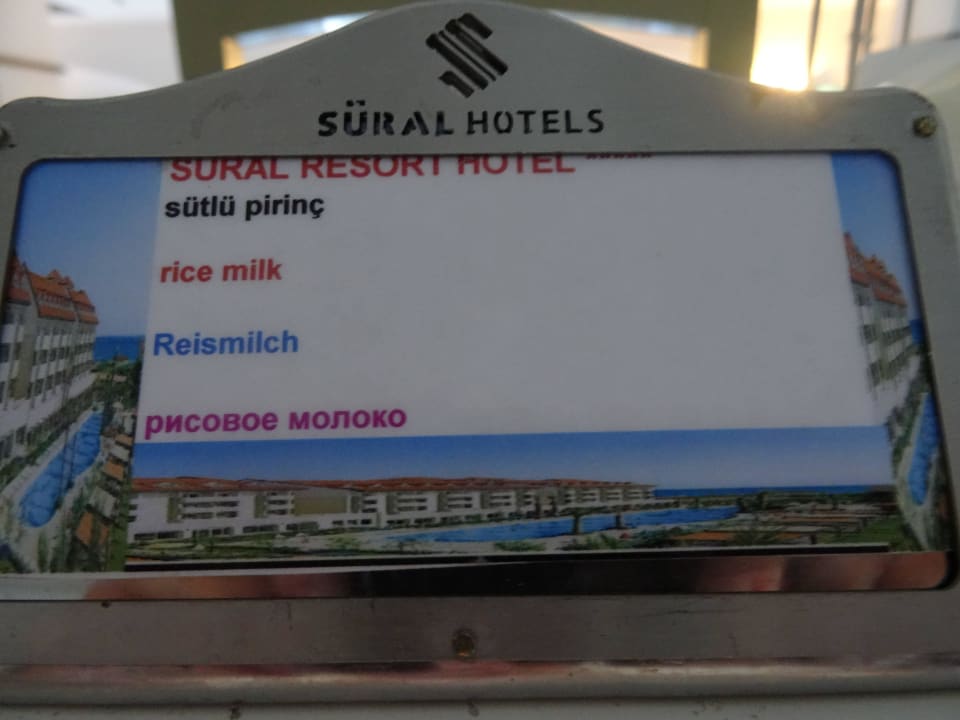 SÜRAL HOTELS
SURAL RESORT HOTEL *****
sütlü pirinç
rice milk
Reismilch
рисовое молоко